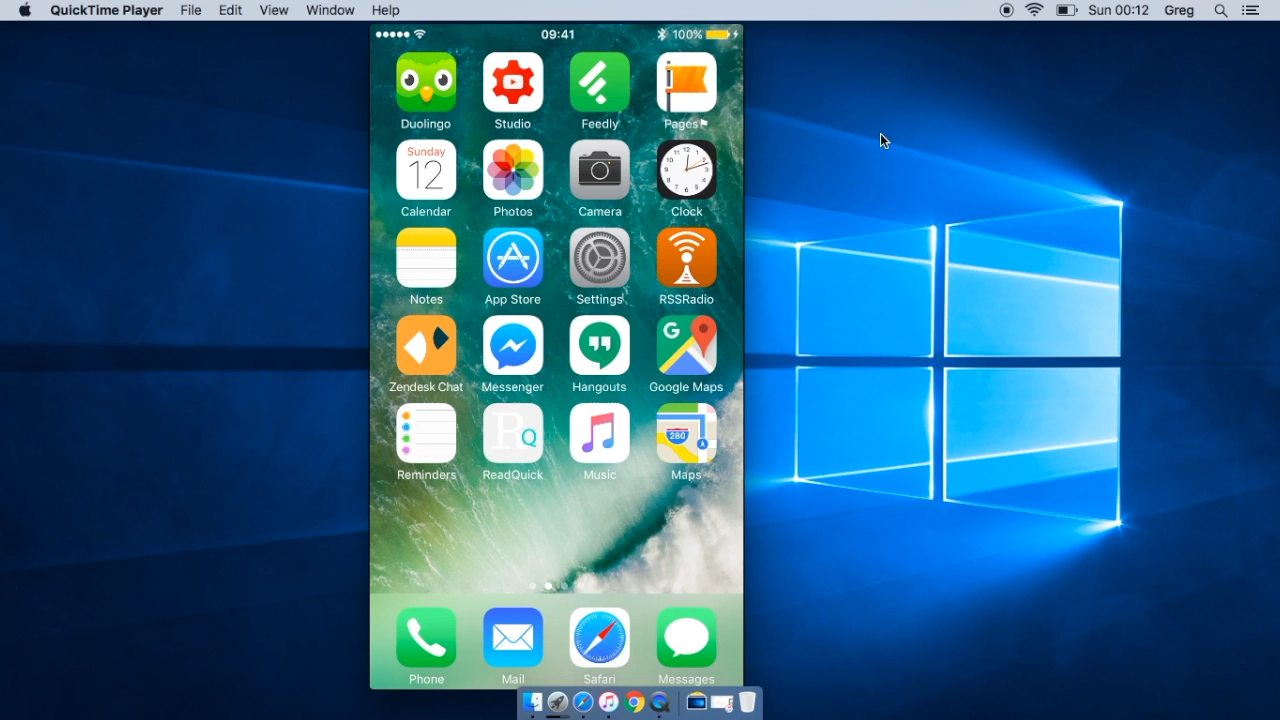 QuickTime Player File Edit View Window Help Sun 00:12 Greg
09:41 100%
Duolingo Studio Feedly Pages⚑
Sunday
12
Calendar Photos Camera Clock
Notes App Store Settings RSSRadio
G
Zendesk Chat Messenger Hangouts Google Maps
RQ
280
Reminders ReadQuick Music Maps
Phone Mail Safari Messages